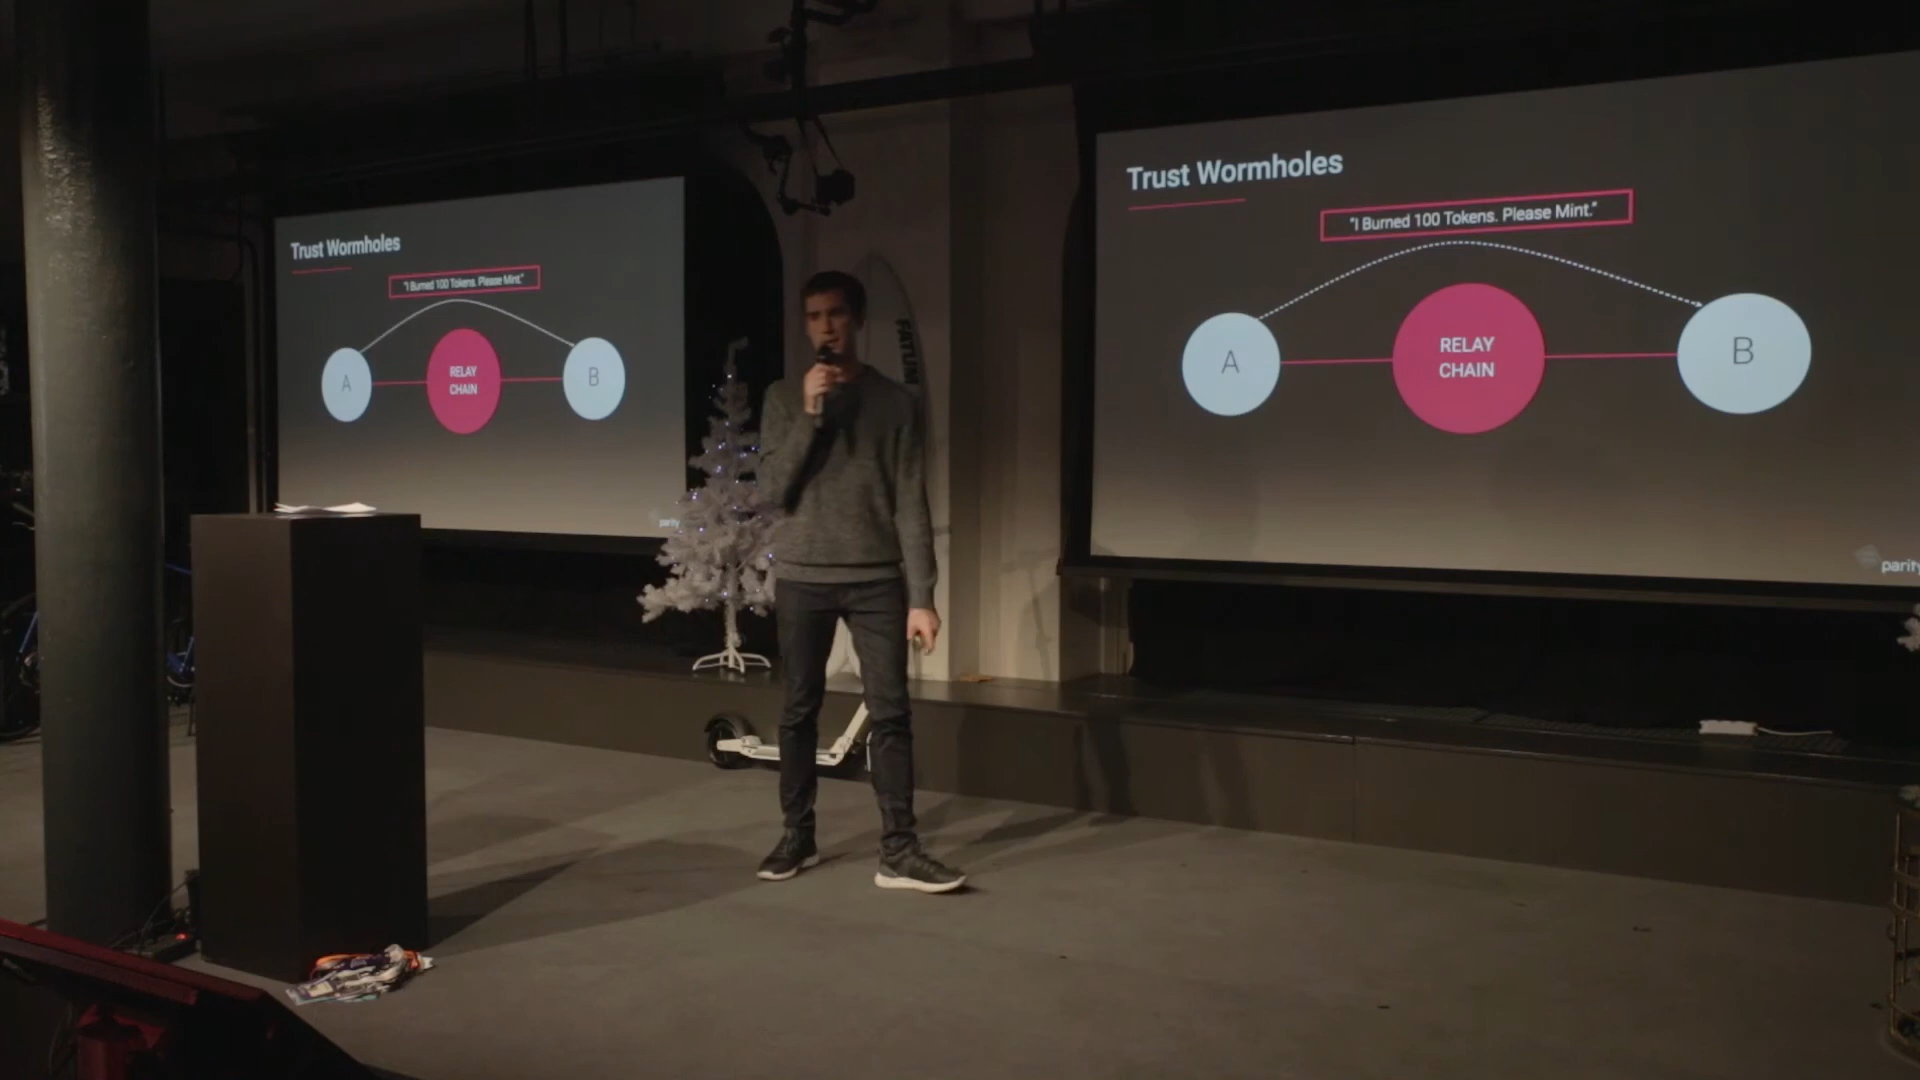 Trust Wormholes
"I Burned 100 Tokens. Please Mint."
A
RELAY
CHAIN
B
parity
FATUM
Trust Wormholes
"I Burned 100 Tokens. Please Mint."
A
RELAY
CHAIN
B
parity